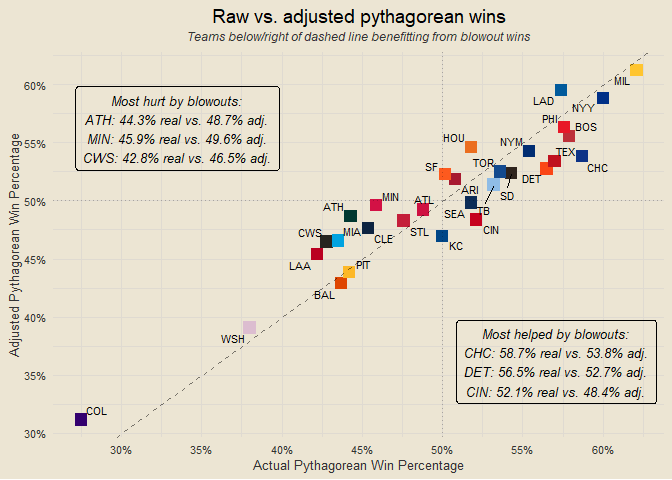 Raw vs. adjusted pythagorean wins
Teams below/right of dashed line benefitting from blowout wins
Adjusted Pythagorean Win Percentage
60%
55%
50%
45%
40%
35%
30%
Most hurt by blowouts:
ATH: 44.3% real vs. 48.7% adj.
MIN: 45.9% real vs. 49.6% adj.
CWS: 42.8% real vs. 46.5% adj.
MIL
LAD
NYY
PHI
BOS
HOU
NYM
TEX
CHC
SF
TOR
DET
ARI
SD
MIN
ATL
ATH
SEA
TB
CWS
MIA
CLE
STL
CIN
KC
LAA
PIT
BAL
WSH
COL
Most helped by blowouts:
CHC: 58.7% real vs. 53.8% adj.
DET: 56.5% real vs. 52.7% adj.
CIN: 52.1% real vs. 48.4% adj.
30%
35%
40%
45%
50%
55%
60%
Actual Pythagorean Win Percentage